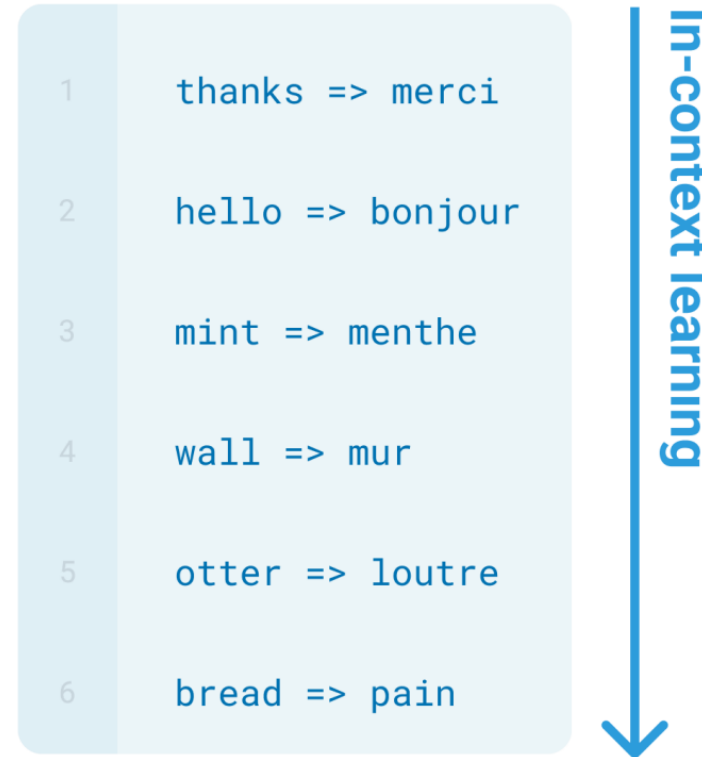 1 thanks => merci
2 hello => bonjour
3 mint => menthe
4 wall => mur
5 otter => loutre
6 bread => pain
In-context learning